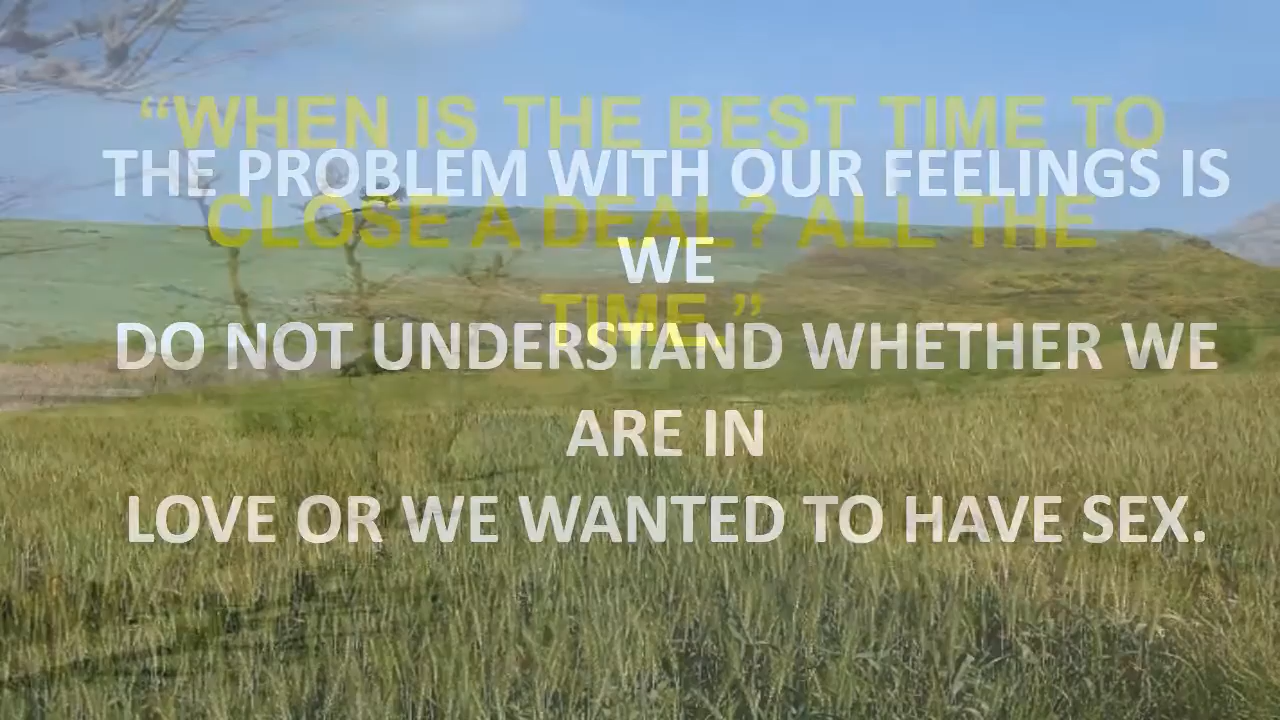 “WHEN IS THE BEST TIME TO
CLOSE A DEAL? ALL THE
TIME.”
THE PROBLEM WITH OUR FEELINGS IS
WE
DO NOT UNDERSTAND WHETHER WE
ARE IN
LOVE OR WE WANTED TO HAVE SEX.